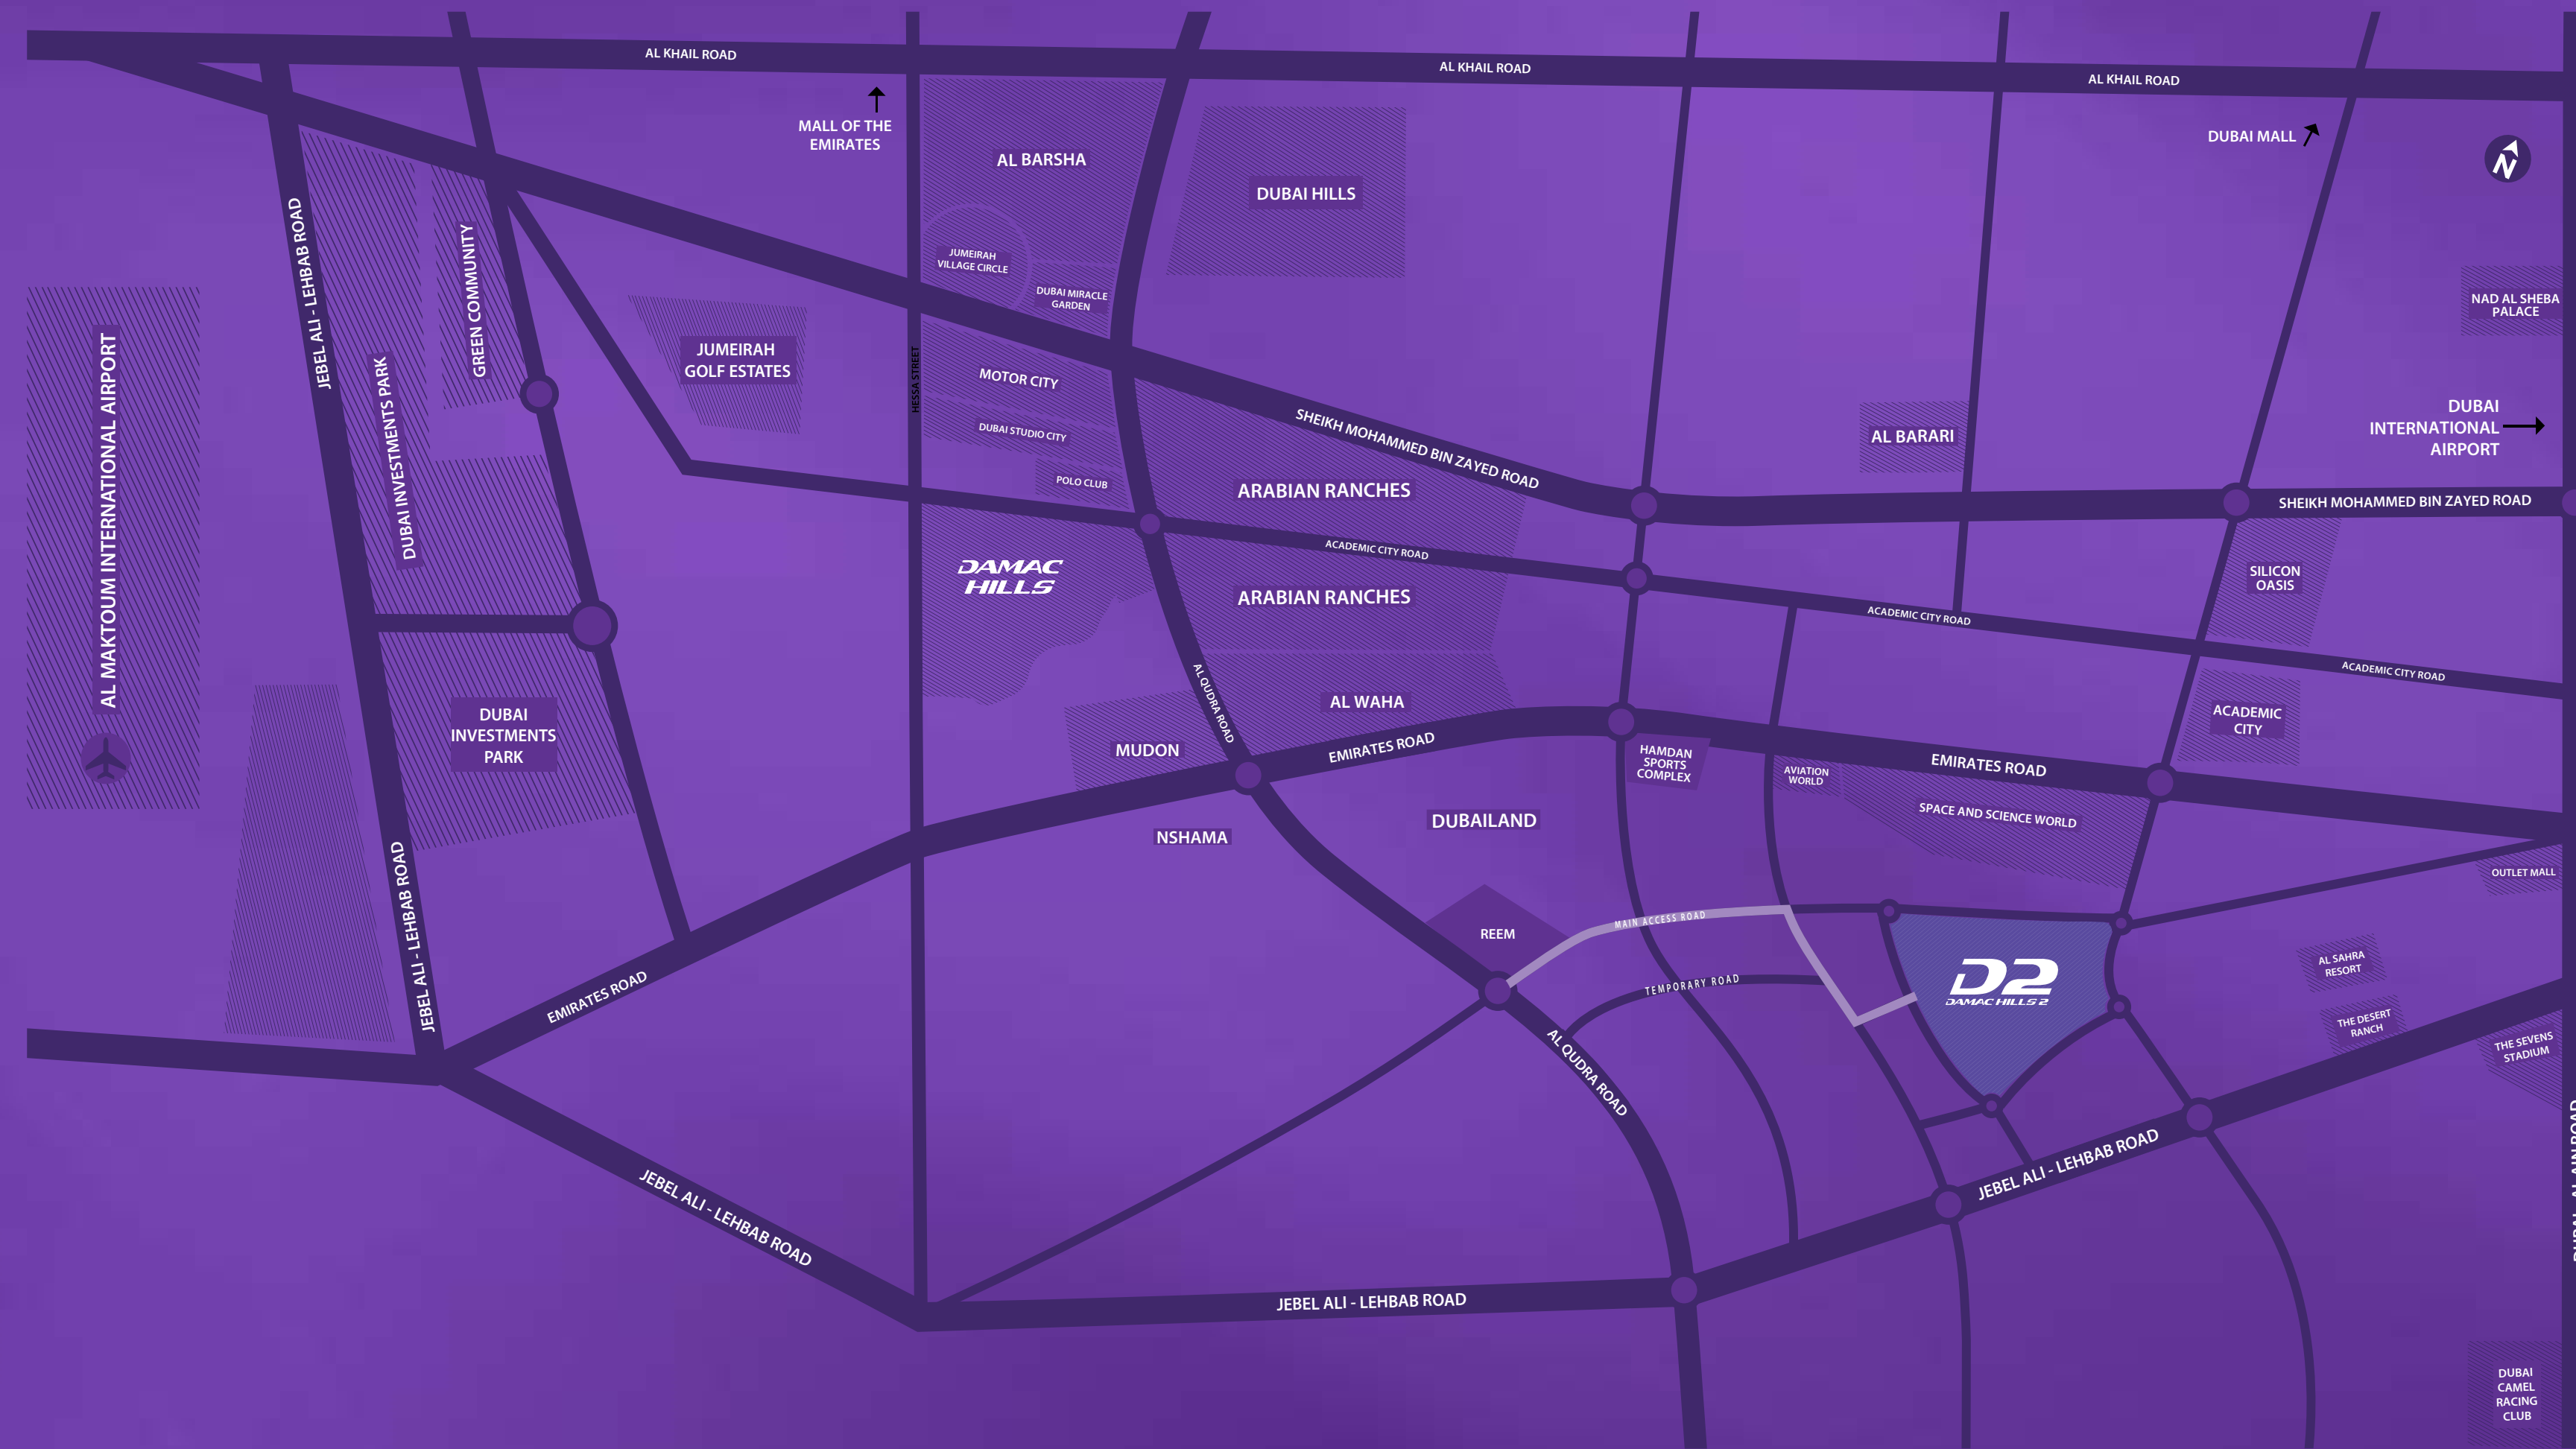 AL KHAIL ROAD
AL KHAIL ROAD
AL KHAIL ROAD
MALL OF THE
EMIRATES
DUBAI MALL
N
AL BARSHA
DUBAI HILLS
JEBEL ALI - LEHBAB ROAD
GREEN COMMUNITY
JUMEIRAH
VILLAGE CIRCLE
DUBAI MIRACLE
GARDEN
NAD AL SHEBA
PALACE
AL MAKTOUM INTERNATIONAL AIRPORT
DUBAI INVESTMENTS PARK
JUMEIRAH
GOLF ESTATES
HESSA STREET
MOTOR CITY
DUBAI STUDIO CITY
POLO CLUB
SHEIKH MOHAMMED BIN ZAYED ROAD
AL BARARI
DUBAI
INTERNATIONAL
AIRPORT
ARABIAN RANCHES
SHEIKH MOHAMMED BIN ZAYED ROAD
ACADEMIC CITY ROAD
DAMAC
HILLS
ARABIAN RANCHES
SILICON
OASIS
ACADEMIC CITY ROAD
ACADEMIC CITY ROAD
AL QUDRA ROAD
AL WAHA
DUBAI
INVESTMENTS
PARK
MUDON
EMIRATES ROAD
HAMDAN
SPORTS
COMPLEX
AVIATION
WORLD
EMIRATES ROAD
ACADEMIC
CITY
SPACE AND SCIENCE WORLD
NSHAMA
DUBAILAND
OUTLET MALL
JEBEL ALI - LEHBAB ROAD
REEM
MAIN ACCESS ROAD
TEMPORARY ROAD
D2
DAMAC HILLS 2
AL SAHRA
RESORT
THE DESERT
RANCH
THE SEVENS
STADIUM
EMIRATES ROAD
AL QUDRA ROAD
JEBEL ALI - LEHBAB ROAD
JEBEL ALI - LEHBAB ROAD
JEBEL ALI - LEHBAB ROAD
DUBAI - AL AIN ROAD
DUBAI
CAMEL
RACING
CLUB